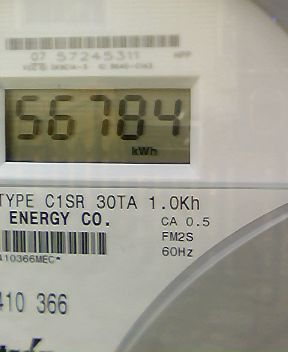 07 57245311
56784
kWh
TYPE C1SR 30TA 1.0Kh
ENERGY CO.
CA 0.5
FM2S
60Hz
410366MEC*
410 366